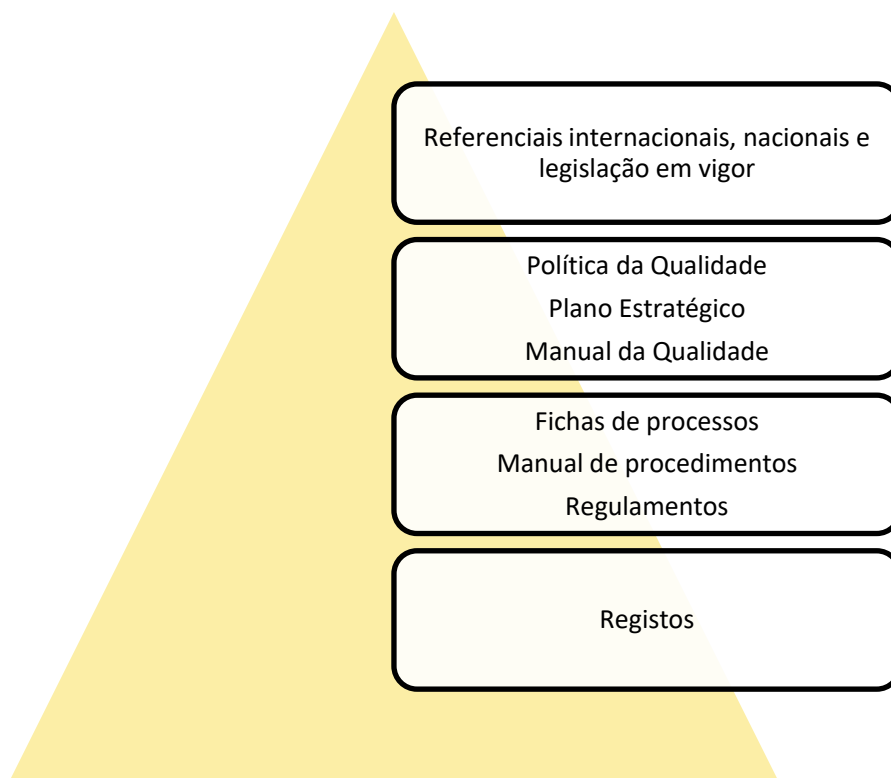 Referenciais internacionais, nacionais e
legislação em vigor
Política da Qualidade
Plano Estratégico
Manual da Qualidade
Fichas de processos
Manual de procedimentos
Regulamentos
Registos